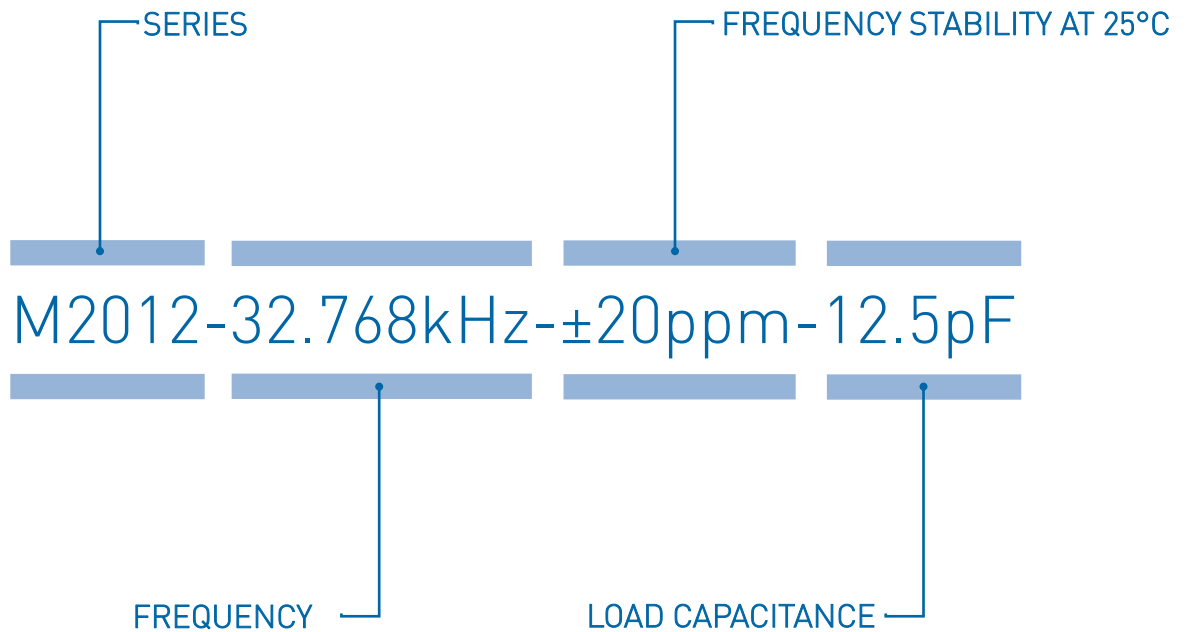 SERIES
FREQUENCY STABILITY AT 25°C
M2012-32.768kHz-±20ppm-12.5pF
FREQUENCY
LOAD CAPACITANCE